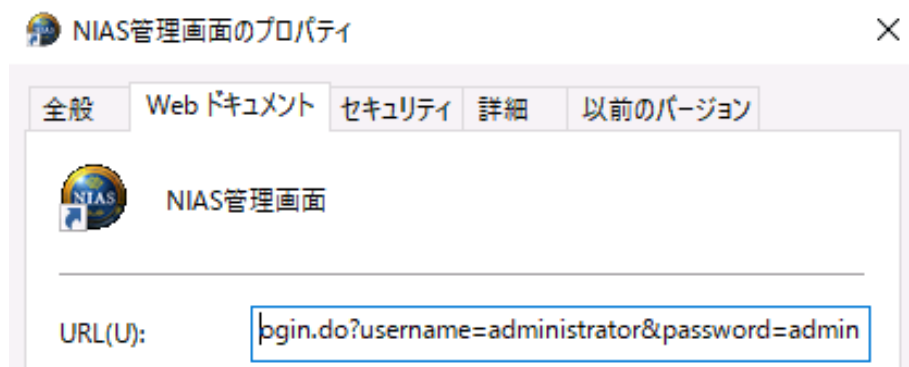 NIAS管理画面のプロパティ
全般 Web ドキュメント セキュリティ 詳細 以前のバージョン
NIAS
NIAS管理画面
URL(U): ogin.do?username=administrator&password=admin